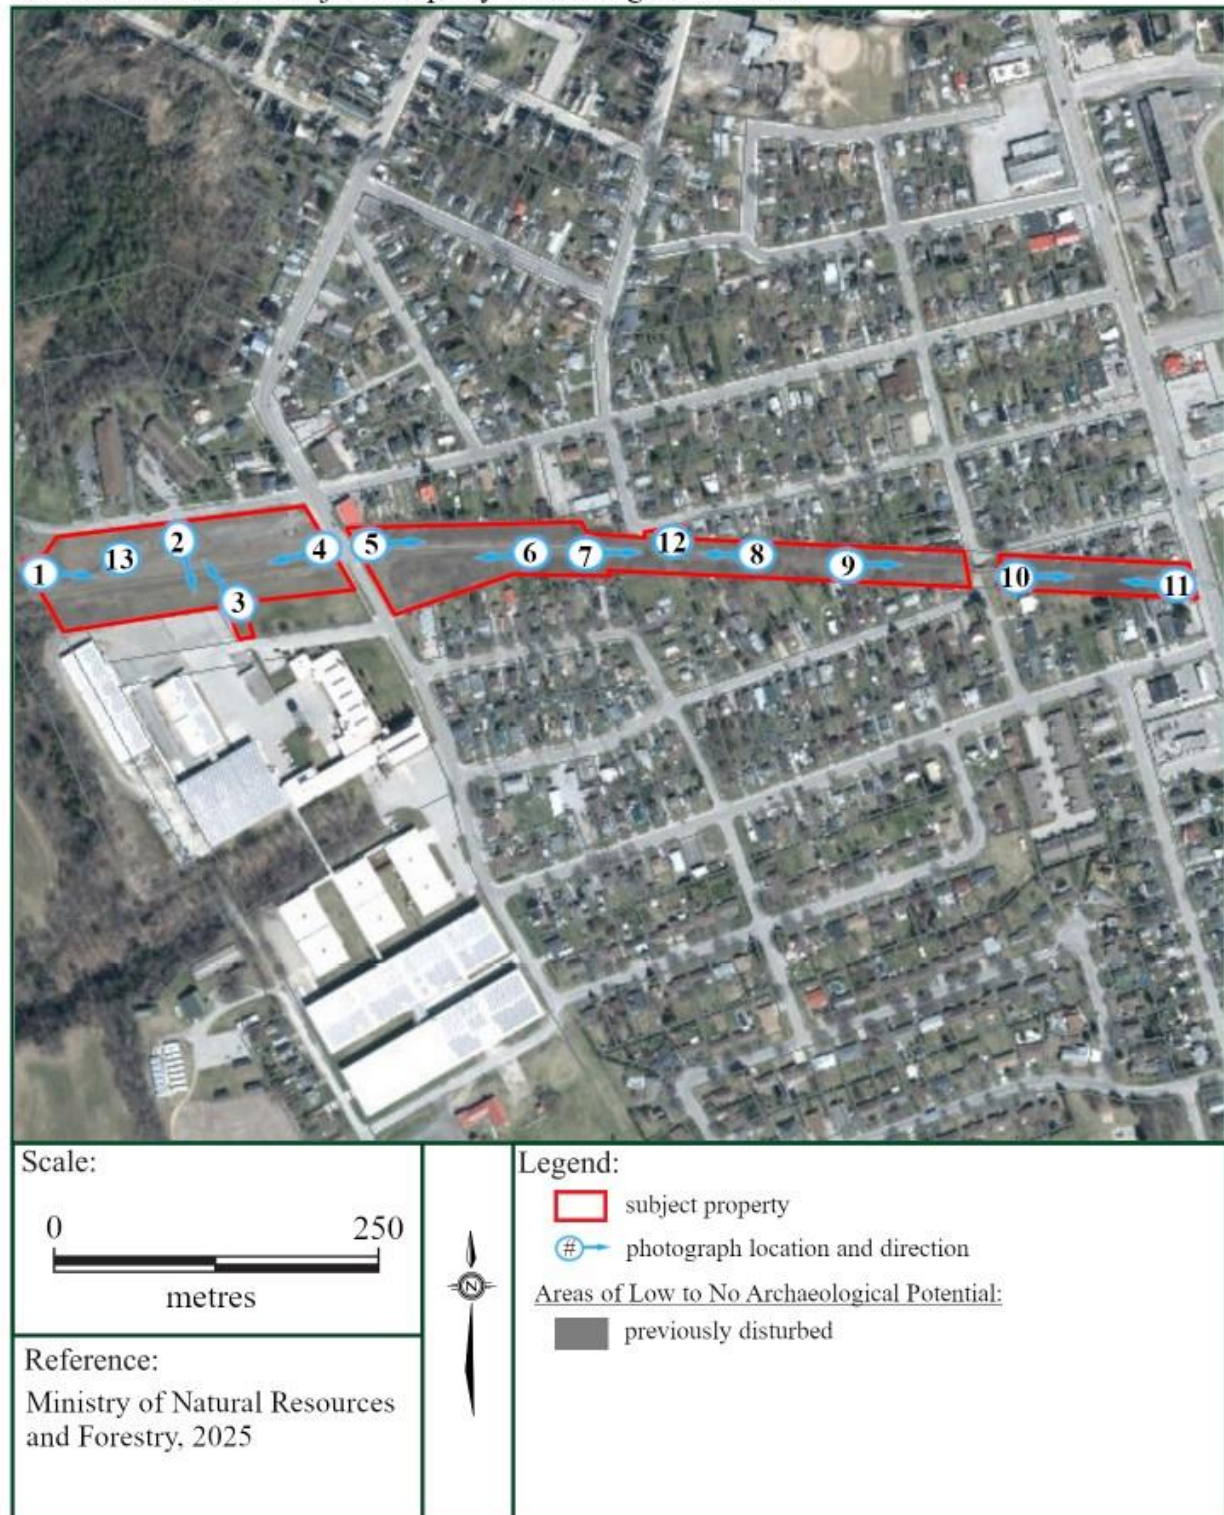 1
13
2
3
4
5
6
7
12
8
9
10
11
Scale:
0 250
metres
Reference:
Ministry of Natural Resources
and Forestry, 2025
N
Legend:
subject property
# photograph location and direction
Areas of Low to No Archaeological Potential:
previously disturbed